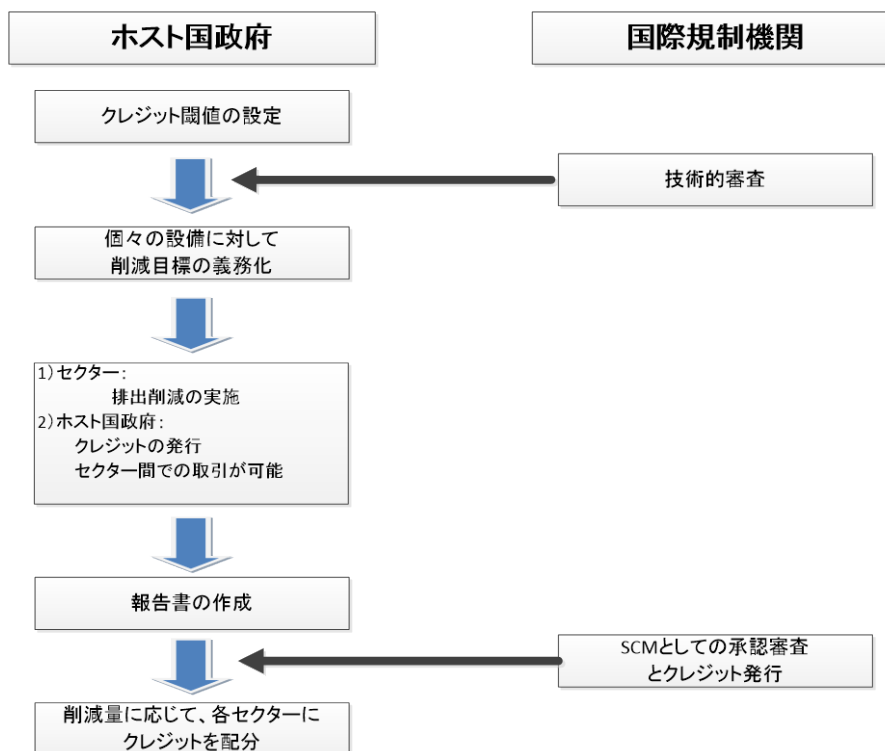 ホスト国政府
国際規制機関
クレジット閾値の設定
技術的審査
個々の設備に対して
削減目標の義務化
1)セクター:
排出削減の実施
2)ホスト国政府:
クレジットの発行
セクター間での取引が可能
報告書の作成
SCMとしての承認審査
とクレジット発行
削減量に応じて、各セクターに
クレジットを配分